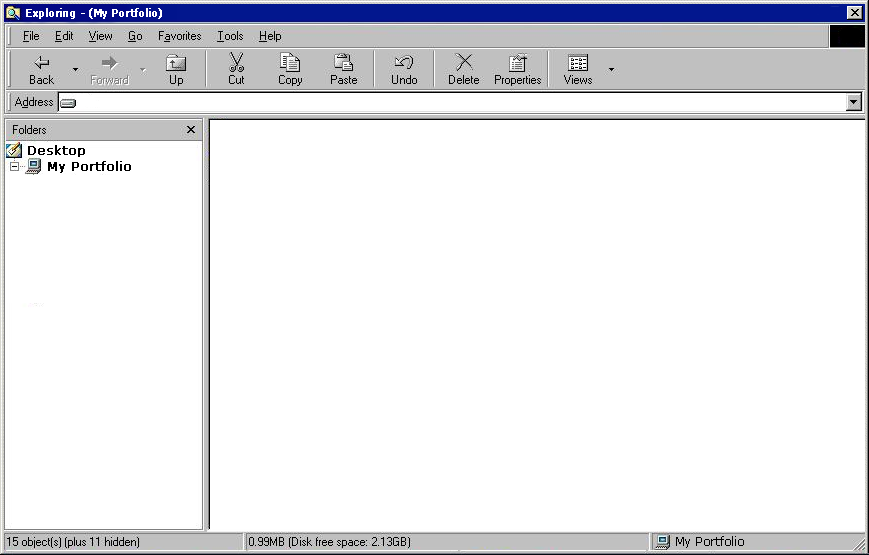 Exploring - (My Portfolio)
File Edit View Go Favorites Tools Help
Back Forward Up Cut Copy Paste Undo Delete Properties Views
Address
Folders
Desktop
My Portfolio
15 object(s) (plus 11 hidden) 0.99MB (Disk free space: 2.13GB) My Portfolio